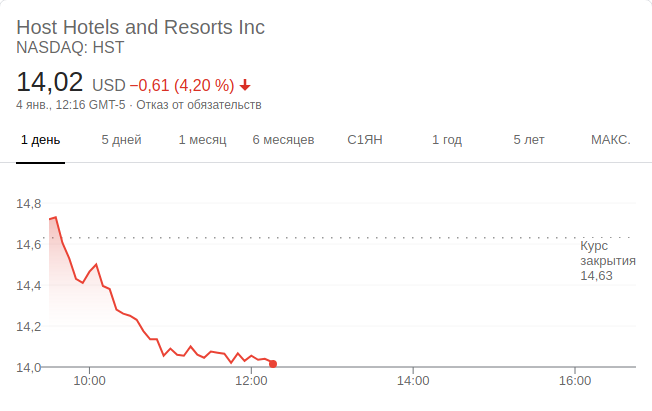 Host Hotels and Resorts Inc
NASDAQ: HST
14,02 USD −0,61 (4,20 %)
4 янв., 12:16 GMT-5 · Отказ от обязательств
1 день 5 дней 1 месяц 6 месяцев С1ЯН 1 год 5 лет МАКС.
14,8
14,6
Курс
закрытия
14,63
14,4
14,2
14,0
10:00 12:00 14:00 16:00